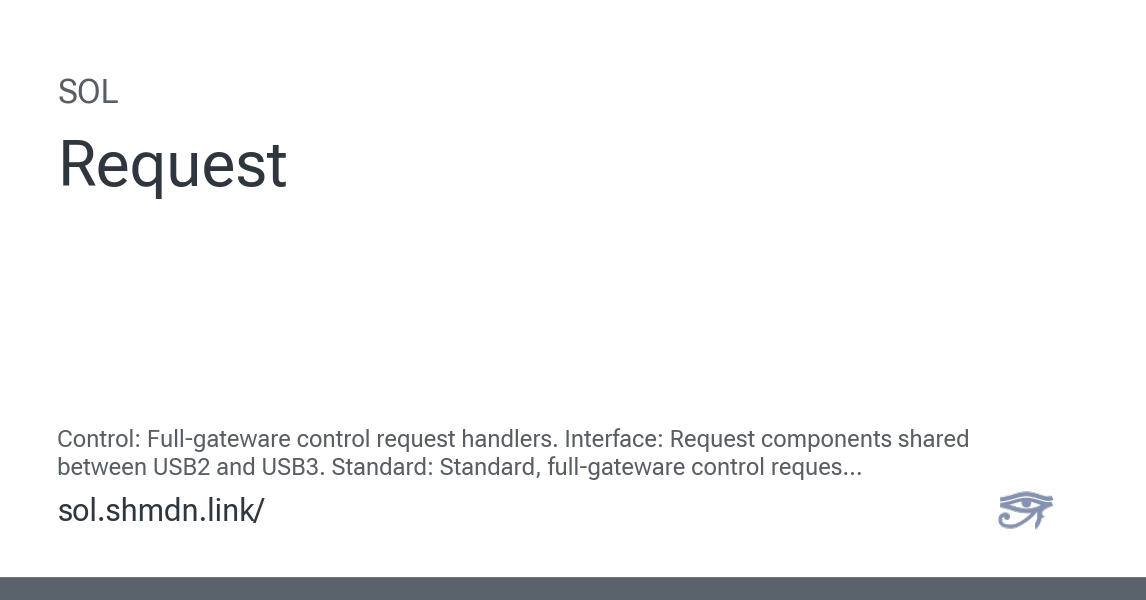 SOL
Request
Control: Full-gateware control request handlers. Interface: Request components shared
between USB2 and USB3. Standard: Standard, full-gateware control reques...
sol.shmdn.link/